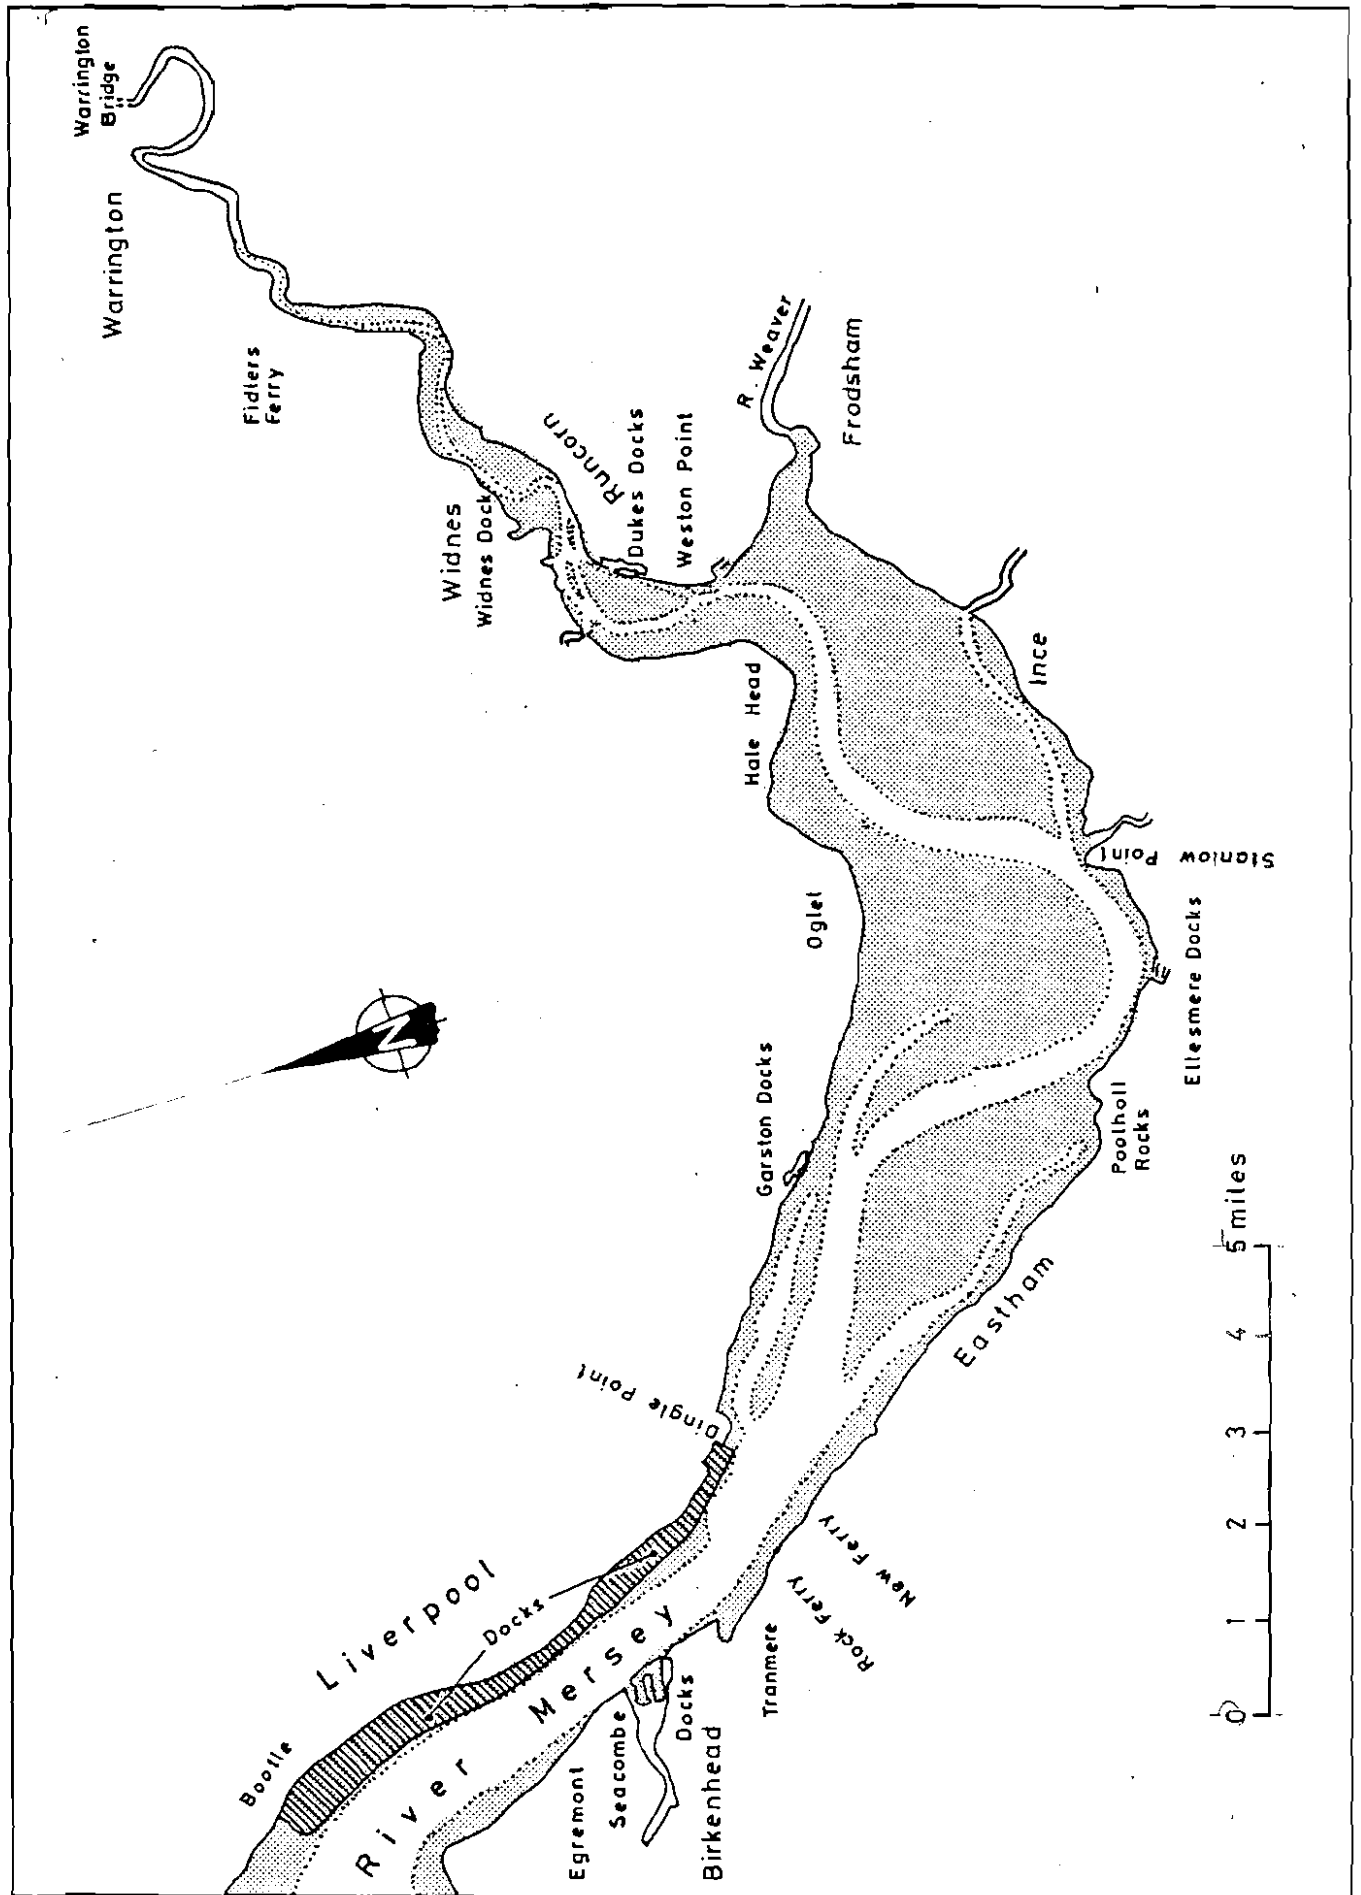 Warrington
Bridge
Warrington
Fidlers
Ferry
Widnes
Widnes Dock
Runcorn
Dukes Docks
Weston Point
R. Weaver
Frodsham
Hale Head
Ince
Oglet
Stanlow Point
Ellesmere Docks
N
Garston Docks
Poolhall
Rocks
Eastham
Dingle Point
New Ferry
Rock Ferry
Tranmere
Liverpool
Docks
Bootle
River Mersey
Egremont
Seacombe
Docks
Birkenhead
0 1 2 3 4 5 miles